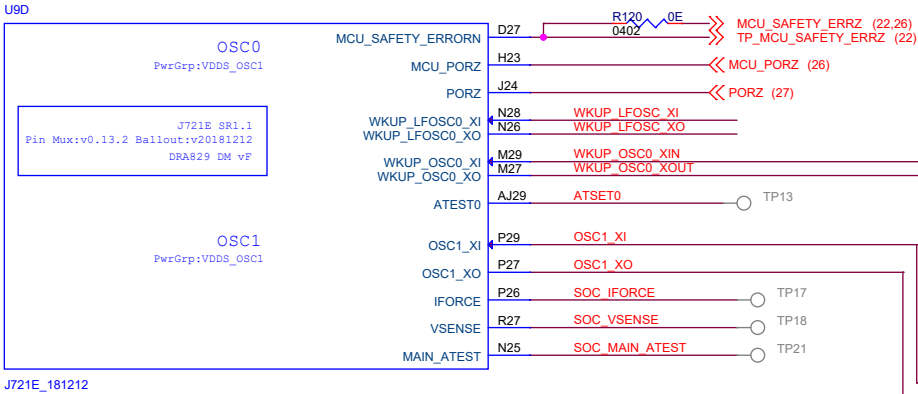 U9D
OSC0
PwrGrp:VDDS_OSC1
J721E SR1.1
Pin Mux:v0.13.2 Ballout:v20181212
DRA829 DM vF
OSC1
PwrGrp:VDDS_OSC1
MCU_SAFETY_ERRORN D27 R120 0E MCU_SAFETY_ERRZ (22,26)
0402 TP_MCU_SAFETY_ERRZ (22)
MCU_PORZ H23 MCU_PORZ (26)
PORZ J24 PORZ (27)
WKUP_LFOSC0_XI N28 WKUP_LFOSC_XI
WKUP_LFOSC0_XO N26 WKUP_LFOSC_XO
WKUP_OSC0_XI M29 WKUP_OSC0_XIN
WKUP_OSC0_XO M27 WKUP_OSC0_XOUT
ATEST0 AJ29 ATSET0 TP13
OSC1_XI P29 OSC1_XI
OSC1_XO P27 OSC1_XO
IFORCE P26 SOC_IFORCE TP17
VSENSE R27 SOC_VSENSE TP18
MAIN_ATEST N25 SOC_MAIN_ATEST TP21
J721E_181212